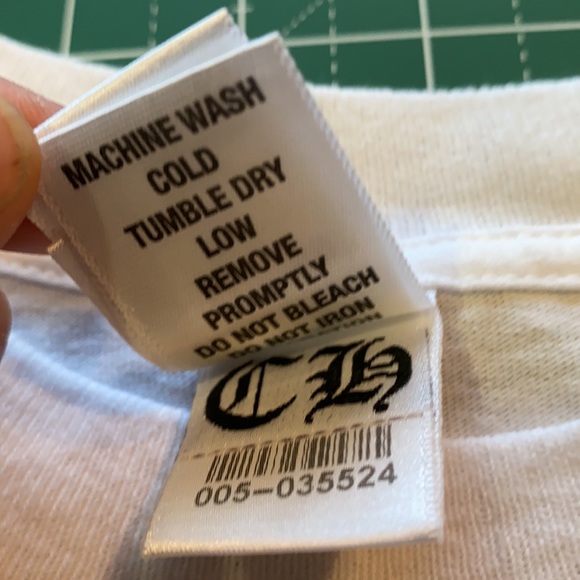 MACHINE WASH
COLD
TUMBLE DRY
LOW
REMOVE
PROMPTLY
DO NOT BLEACH
DO NOT IRON
CH
005-035524